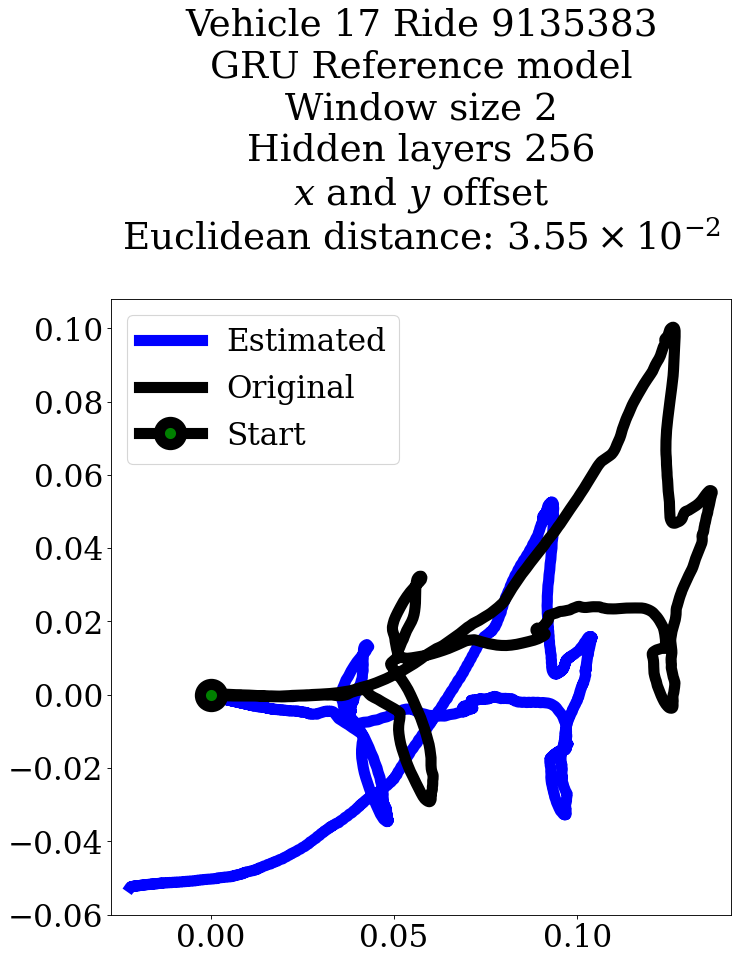 Vehicle 17 Ride 9135383
GRU Reference model
Window size 2
Hidden layers 256
x and y offset
Euclidean distance: 3.55 × 10⁻²
Estimated
Original
Start
0.10
0.08
0.06
0.04
0.02
0.00
−0.02
−0.04
−0.06
0.00 0.05 0.10